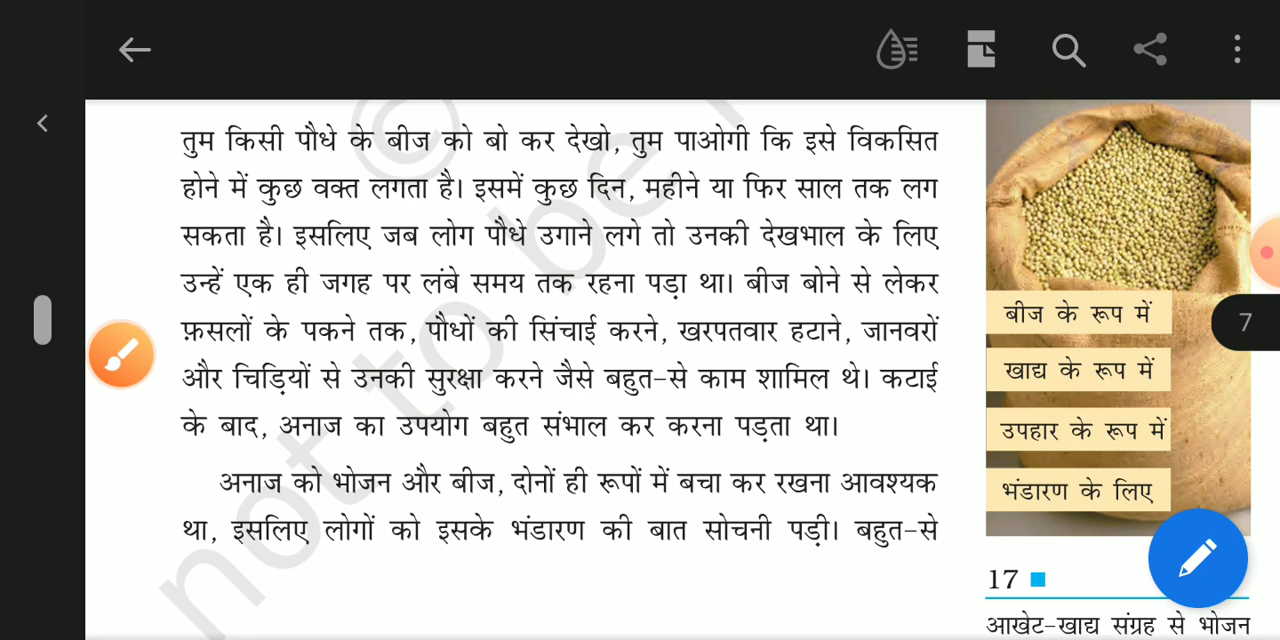 तुम किसी पौधे के बीज को बो कर देखो, तुम पाओगी कि इसे विकसित
होने में कुछ वक्त लगता है। इसमें कुछ दिन, महीने या फिर साल तक लग
सकता है। इसलिए जब लोग पौधे उगाने लगे तो उनकी देखभाल के लिए
उन्हें एक ही जगह पर लंबे समय तक रहना पड़ा था। बीज बोने से लेकर
फ़सलों के पकने तक, पौधों की सिंचाई करने, खरपतवार हटाने, जानवरों
और चिड़ियों से उनकी सुरक्षा करने जैसे बहुत-से काम शामिल थे। कटाई
के बाद, अनाज का उपयोग बहुत संभाल कर करना पड़ता था।
अनाज को भोजन और बीज, दोनों ही रूपों में बचा कर रखना आवश्यक
था, इसलिए लोगों को इसके भंडारण की बात सोचनी पड़ी। बहुत-से
बीज के रूप में
खाद्य के रूप में
उपहार के रूप में
भंडारण के लिए
7
17
आखेट-खाद्य संग्रह से भोजन
© not to be